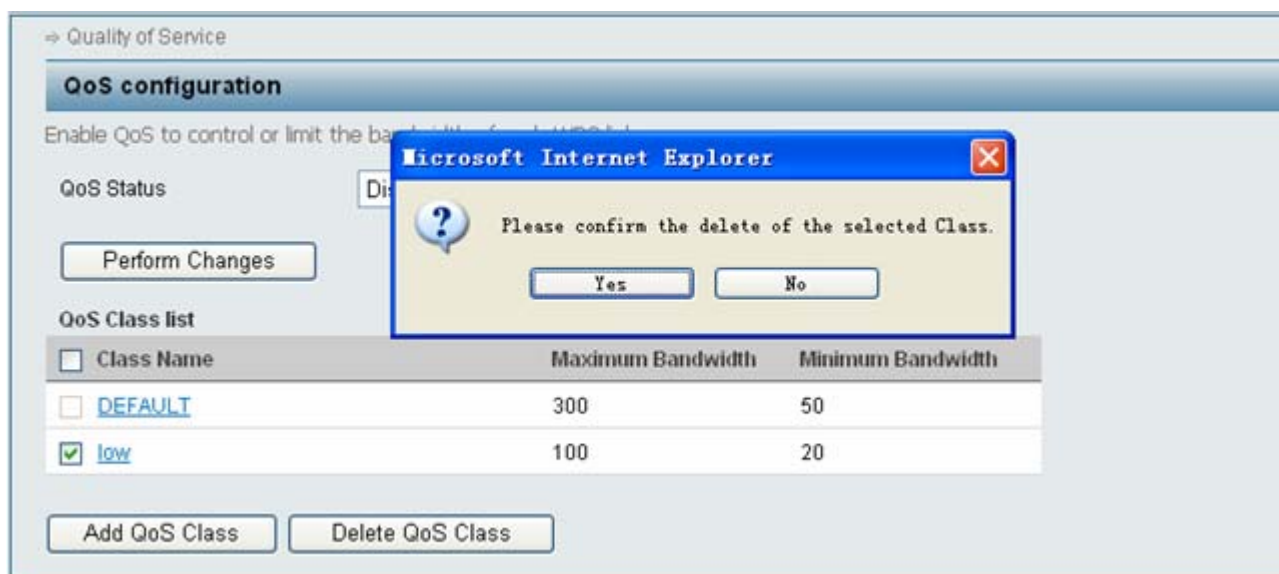 ⇨ Quality of Service
QoS configuration
Enable QoS to control or limit the
Microsoft Internet Explorer
QoS Status
Please confirm the delete of the selected Class.
Perform Changes
Yes No
QoS Class list
Class Name Maximum Bandwidth Minimum Bandwidth
DEFAULT 300 50
low 100 20
Add QoS Class Delete QoS Class